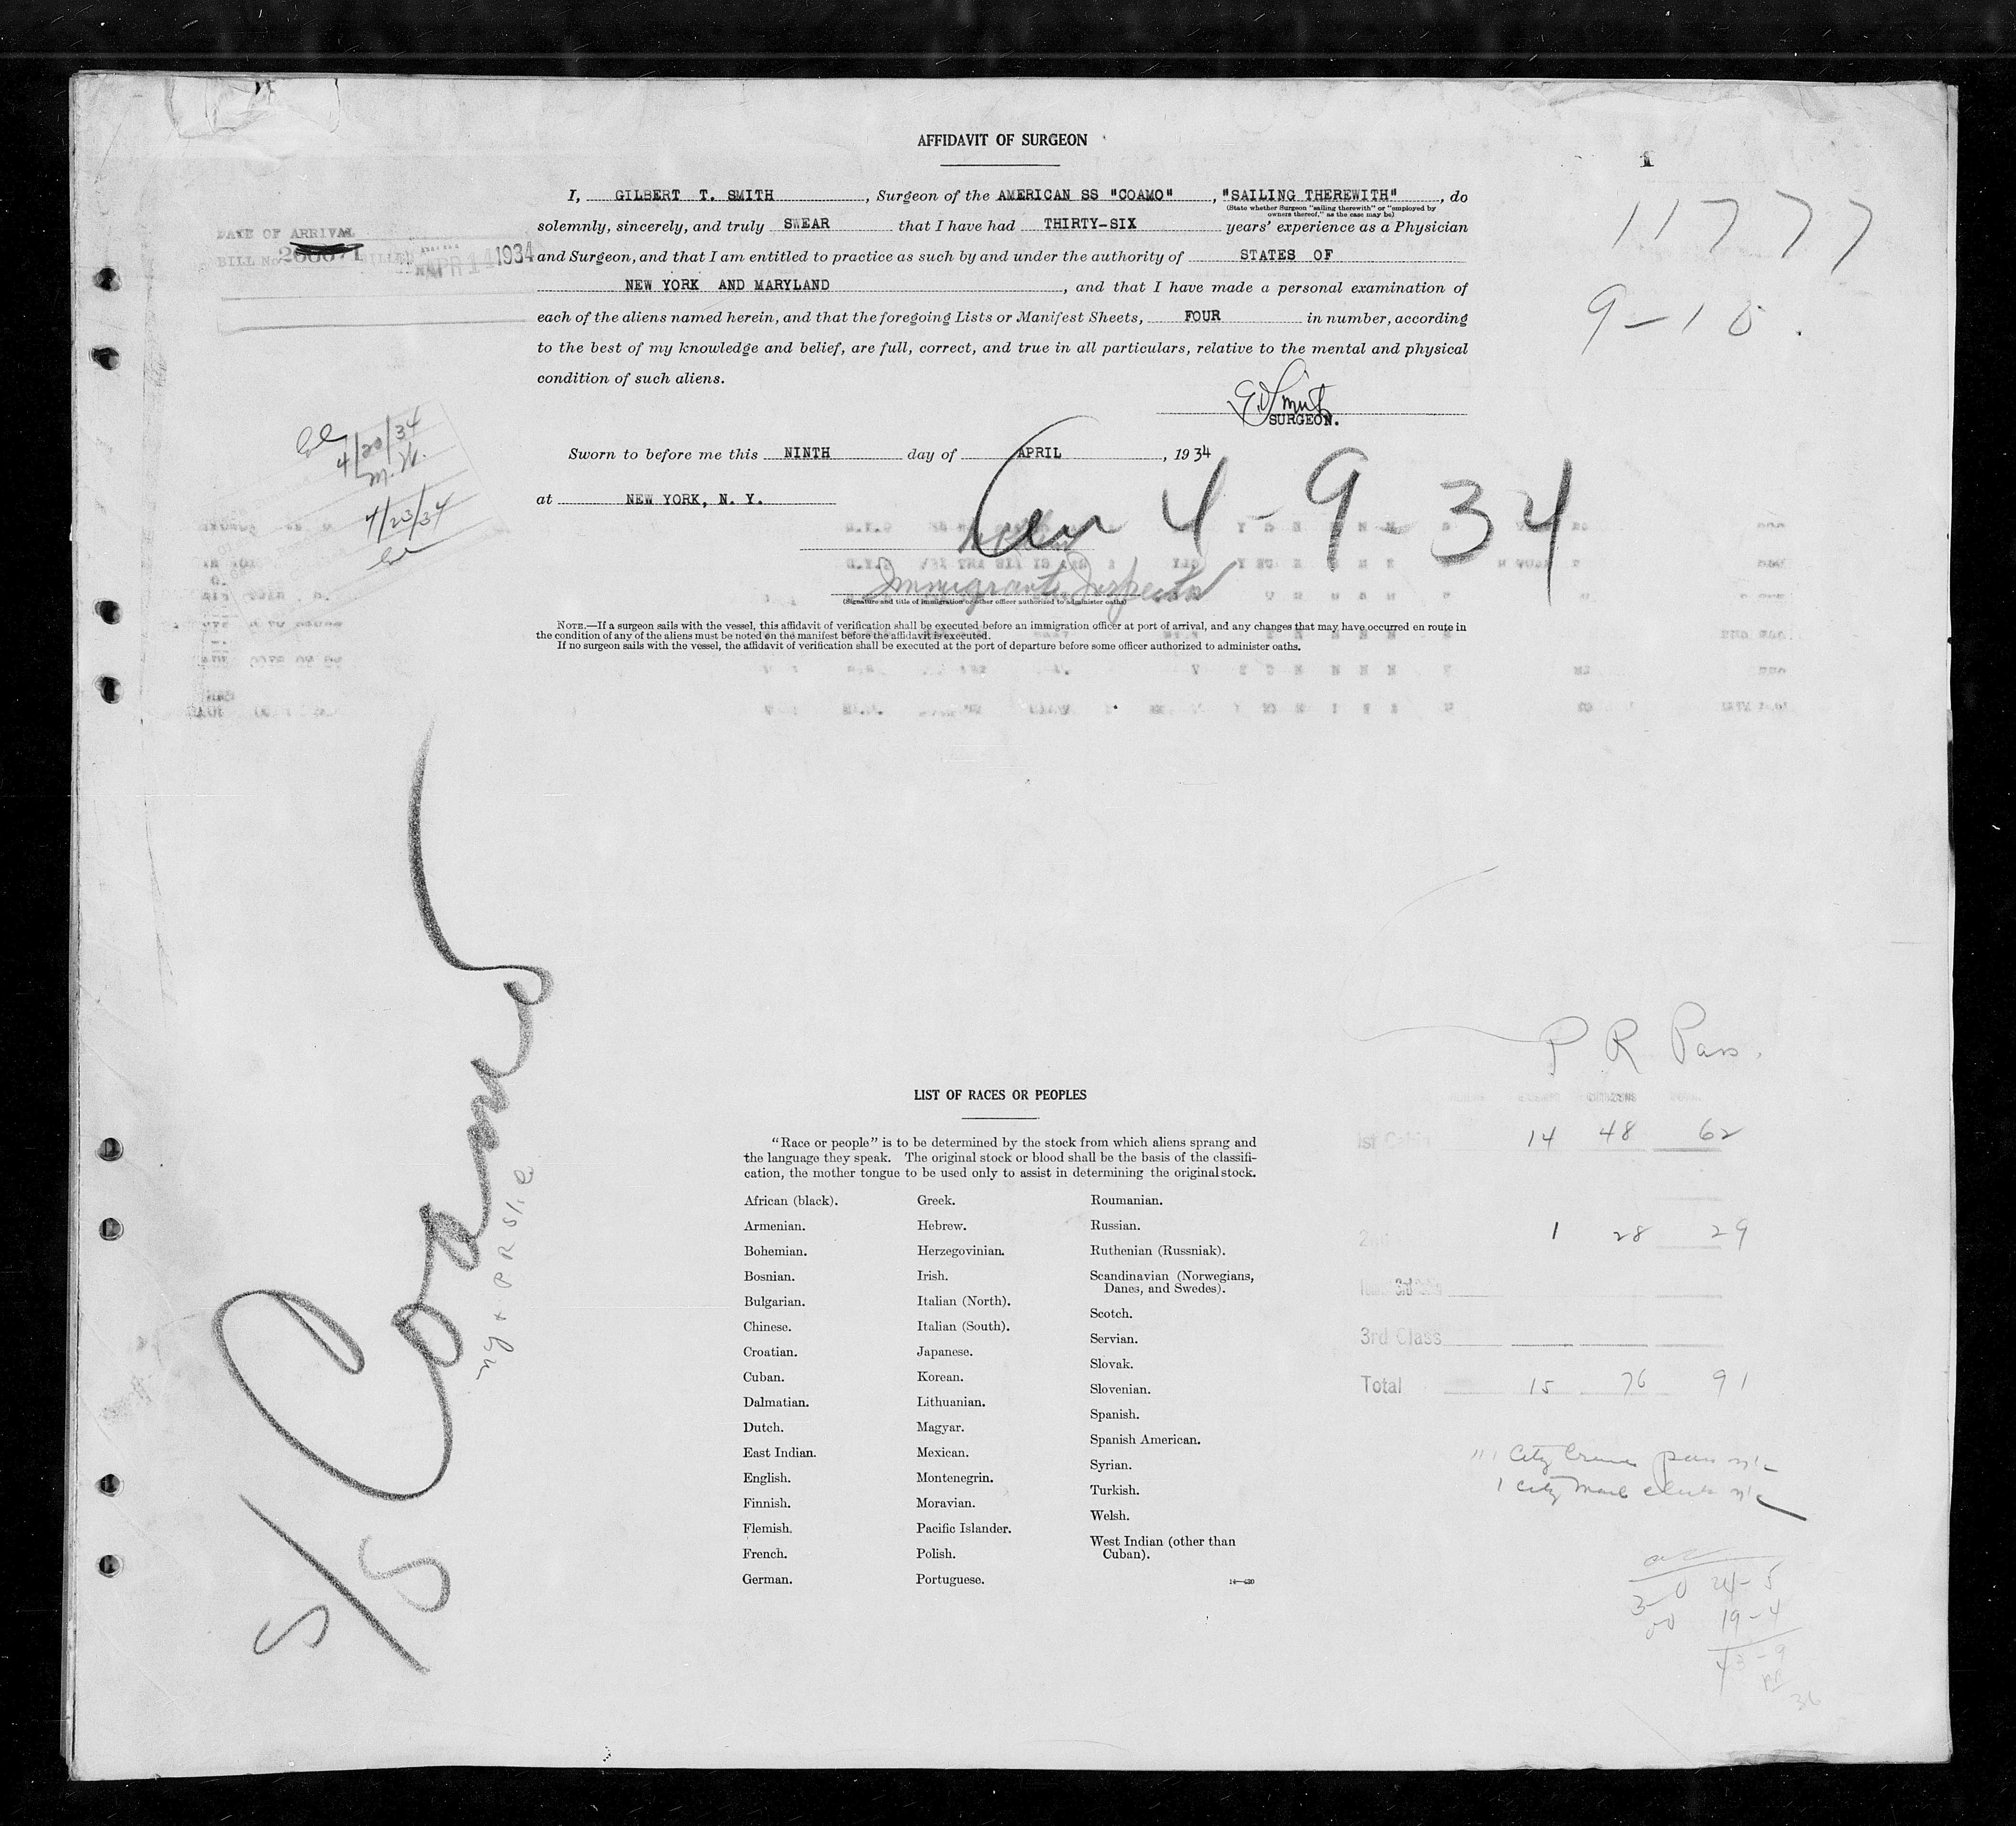 AFFIDAVIT OF SURGEON
1
I, GILBERT T. SMITH, Surgeon of the AMERICAN SS "COAMO", "SAILING THEREWITH", do
(State whether Surgeon "sailing therewith" or "employed by
owners thereof," as the case may be)
solemnly, sincerely, and truly SWEAR that I have had THIRTY-SIX years' experience as a Physician
and Surgeon, and that I am entitled to practice as such by and under the authority of STATES OF
NEW YORK AND MARYLAND, and that I have made a personal examination of
each of the aliens named herein, and that the foregoing Lists or Manifest Sheets, FOUR in number, according
to the best of my knowledge and belief, are full, correct, and true in all particulars, relative to the mental and physical
condition of such aliens.
SURGEON.
Sworn to before me this NINTH day of APRIL, 1934
at NEW YORK, N. Y.
4-9-34
Immigrant Inspector
(Signature and title of immigration or other officer authorized to administer oaths)
NOTE.—If a surgeon sails with the vessel, this affidavit of verification shall be executed before an immigration officer at port of arrival, and any changes that may have occurred en route in
the condition of any of the aliens must be noted on the manifest before the affidavit is executed.
If no surgeon sails with the vessel, the affidavit of verification shall be executed at the port of departure before some officer authorized to administer oaths.
DATE OF ARRIVAL
BILL No. APR 14 1934
11777
9-10.
4/20/34
M.W.
4/23/34
S/S Coamo
LIST OF RACES OR PEOPLES
"Race or people" is to be determined by the stock from which aliens sprang and
the language they speak. The original stock or blood shall be the basis of the classifi-
cation, the mother tongue to be used only to assist in determining the original stock.
African (black).
Armenian.
Bohemian.
Bosnian.
Bulgarian.
Chinese.
Croatian.
Cuban.
Dalmatian.
Dutch.
East Indian.
English.
Finnish.
Flemish.
French.
German.
Greek.
Hebrew.
Herzegovinian.
Irish.
Italian (North).
Italian (South).
Japanese.
Korean.
Lithuanian.
Magyar.
Mexican.
Montenegrin.
Moravian.
Pacific Islander.
Polish.
Portuguese.
Roumanian.
Russian.
Ruthenian (Russniak).
Scandinavian (Norwegians,
Danes, and Swedes).
Scotch.
Servian.
Slovak.
Slovenian.
Spanish.
Spanish American.
Syrian.
Turkish.
Welsh.
West Indian (other than
Cuban).
P R Pass.
1st Cabin 14 48 62
2nd 1 28 29
3rd Class
Total 15 76 91
24-5
19-4
43-9
36